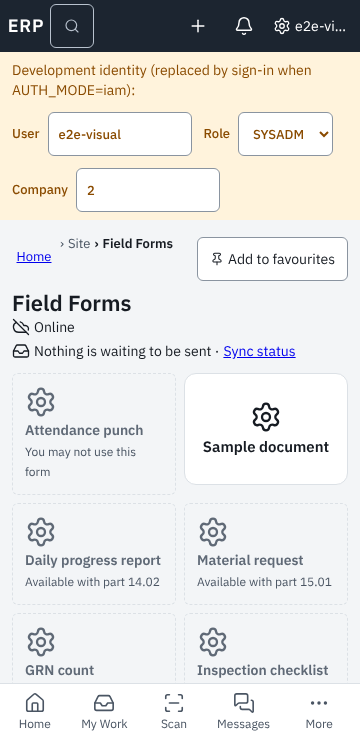 ERP e2e-vi...
Development identity (replaced by sign-in when
AUTH_MODE=iam):
User e2e-visual Role SYSADM
Company 2
Home › Site › Field Forms
Add to favourites
Field Forms
Online
Nothing is waiting to be sent · Sync status
Attendance punch
You may not use this
form
Sample document
Daily progress report
Available with part 14.02
Material request
Available with part 15.01
GRN count
Inspection checklist
Home My Work Scan Messages More